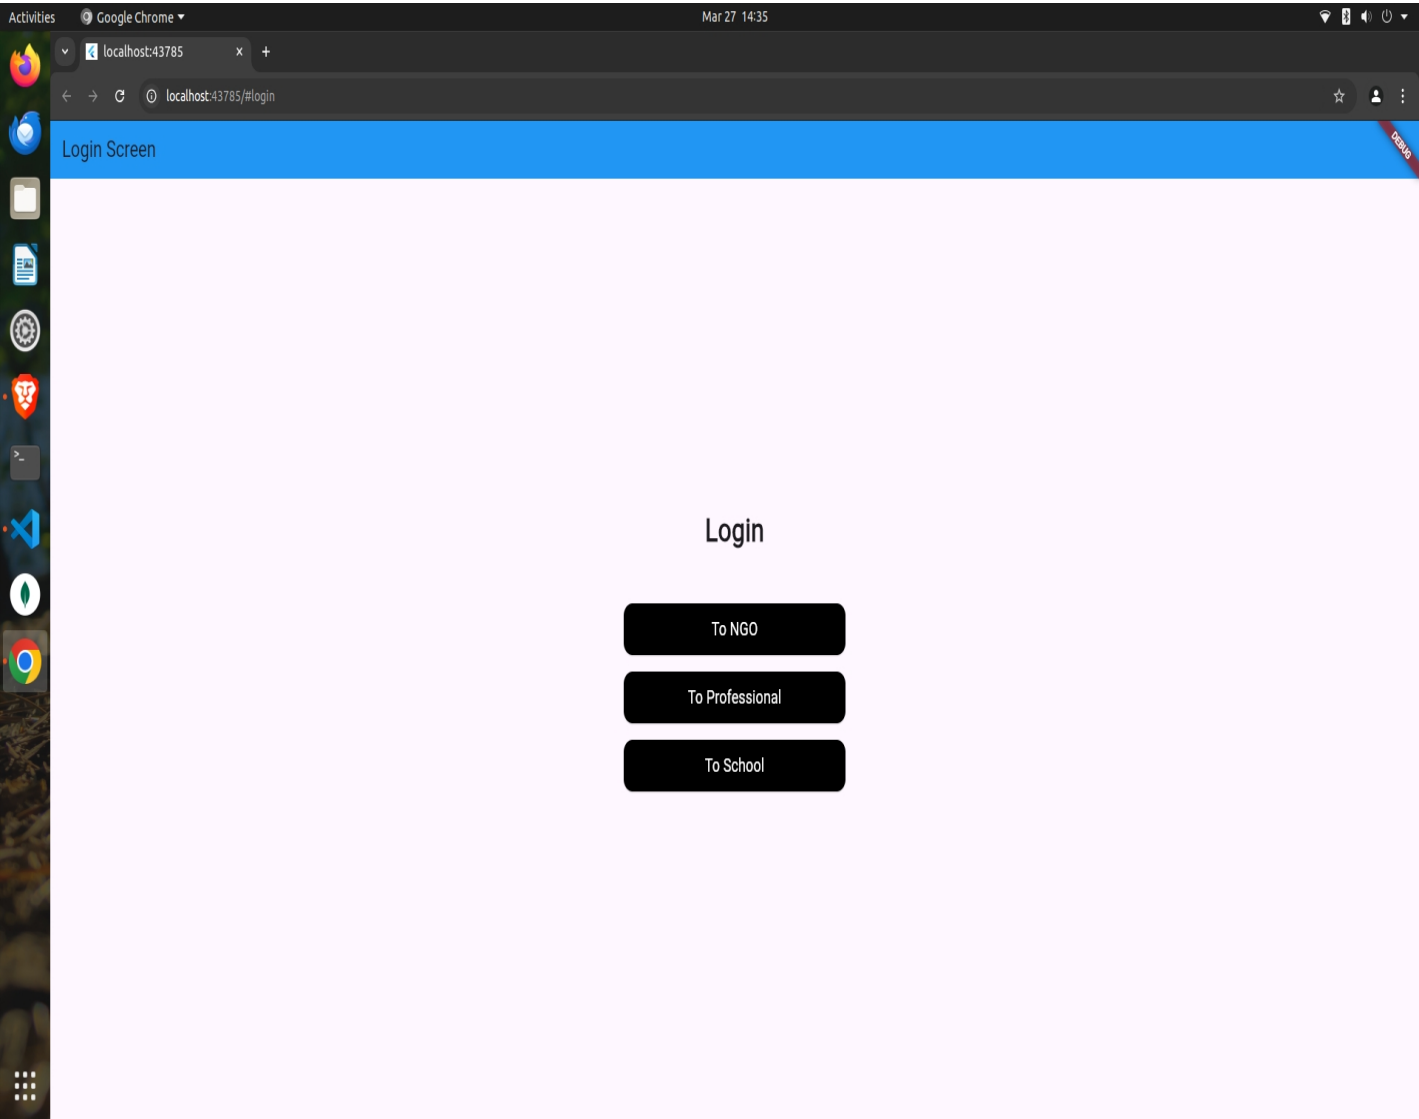 Activities Google Chrome Mar 27 14:35
localhost:43785
localhost:43785/#login
Login Screen
DEBUG
Login
To NGO
To Professional
To School